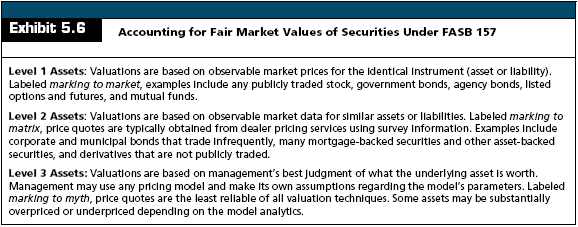 Exhibit 5.6
Accounting for Fair Market Values of Securities Under FASB 157
Level 1 Assets: Valuations are based on observable market prices for the identical instrument (asset or liability).
Labeled marking to market, examples include any publicly traded stock, government bonds, agency bonds, listed
options and futures, and mutual funds.
Level 2 Assets: Valuations are based on observable market data for similar assets or liabilities. Labeled marking to
matrix, price quotes are typically obtained from dealer pricing services using survey information. Examples include
corporate and municipal bonds that trade infrequently, many mortgage-backed securities and other asset-backed
securities, and derivatives that are not publicly traded.
Level 3 Assets: Valuations are based on management's best judgment of what the underlying asset is worth.
Management may use any pricing model and make its own assumptions regarding the model's parameters. Labeled
marking to myth, price quotes are the least reliable of all valuation techniques. Some assets may be substantially
overpriced or underpriced depending on the model analytics.